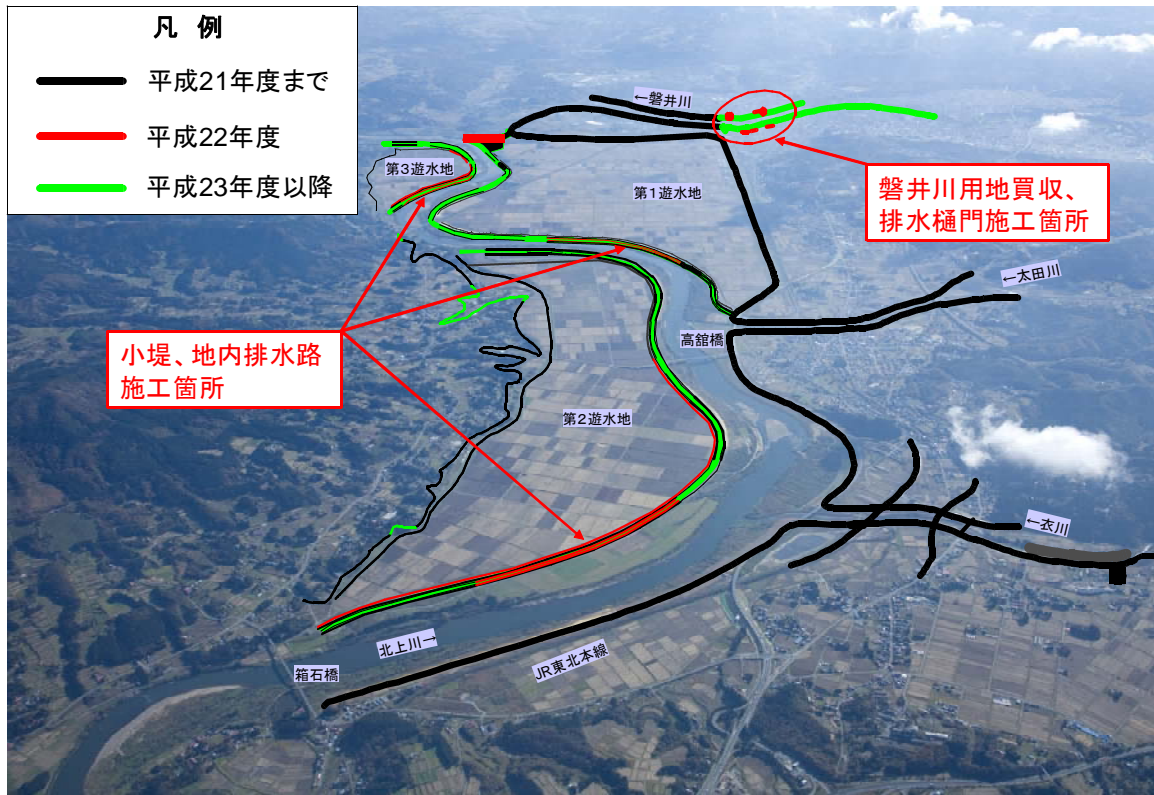 凡 例
平成21年度まで
平成22年度
平成23年度以降
←磐井川
第3遊水地
第1遊水地
磐井川用地買収、
排水樋門施工箇所
←太田川
高舘橋
小堤、地内排水路
施工箇所
第2遊水地
←衣川
北上川→
JR東北本線
箱石橋